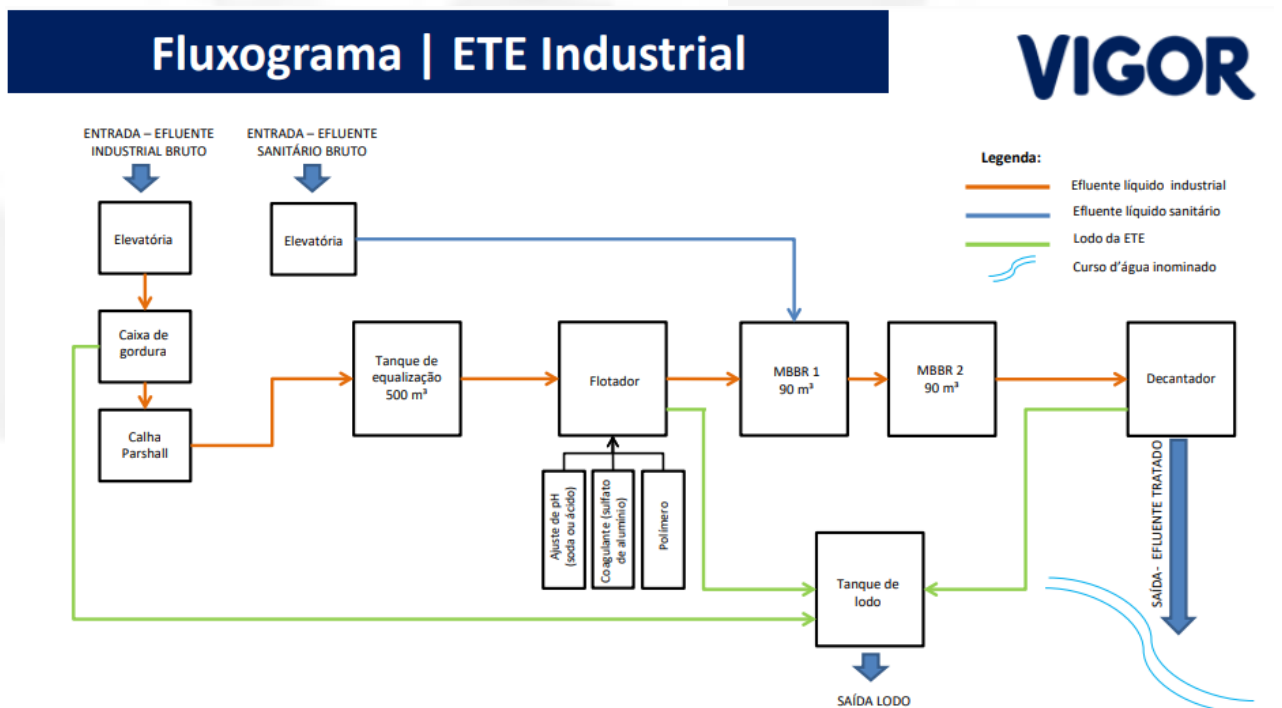 Fluxograma | ETE Industrial
VIGOR
ENTRADA – EFLUENTE
INDUSTRIAL BRUTO
ENTRADA – EFLUENTE
SANITÁRIO BRUTO
Legenda:
Efluente líquido industrial
Efluente líquido sanitário
Lodo da ETE
Curso d'água inominado
Elevatória
Elevatória
Caixa de
gordura
Calha
Parshall
Tanque de
equalização
500 m³
Flotador
MBBR 1
90 m³
MBBR 2
90 m³
Decantador
Ajuste de pH
(soda ou ácido)
Coagulante (sulfato
de alumínio)
Polímero
Tanque de
lodo
SAÍDA- EFLUENTE TRATADO
SAÍDA LODO